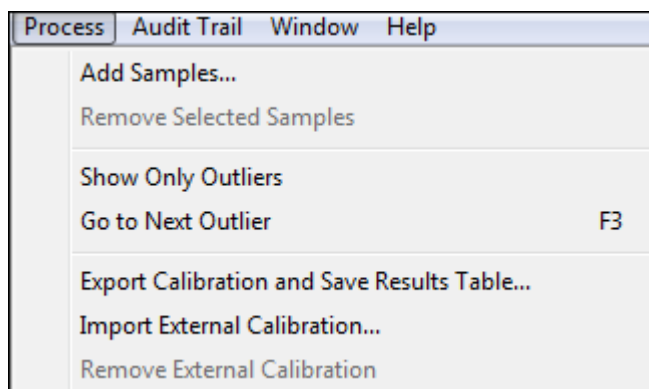 Process Audit Trail Window Help
Add Samples...
Remove Selected Samples
Show Only Outliers
Go to Next Outlier F3
Export Calibration and Save Results Table...
Import External Calibration...
Remove External Calibration